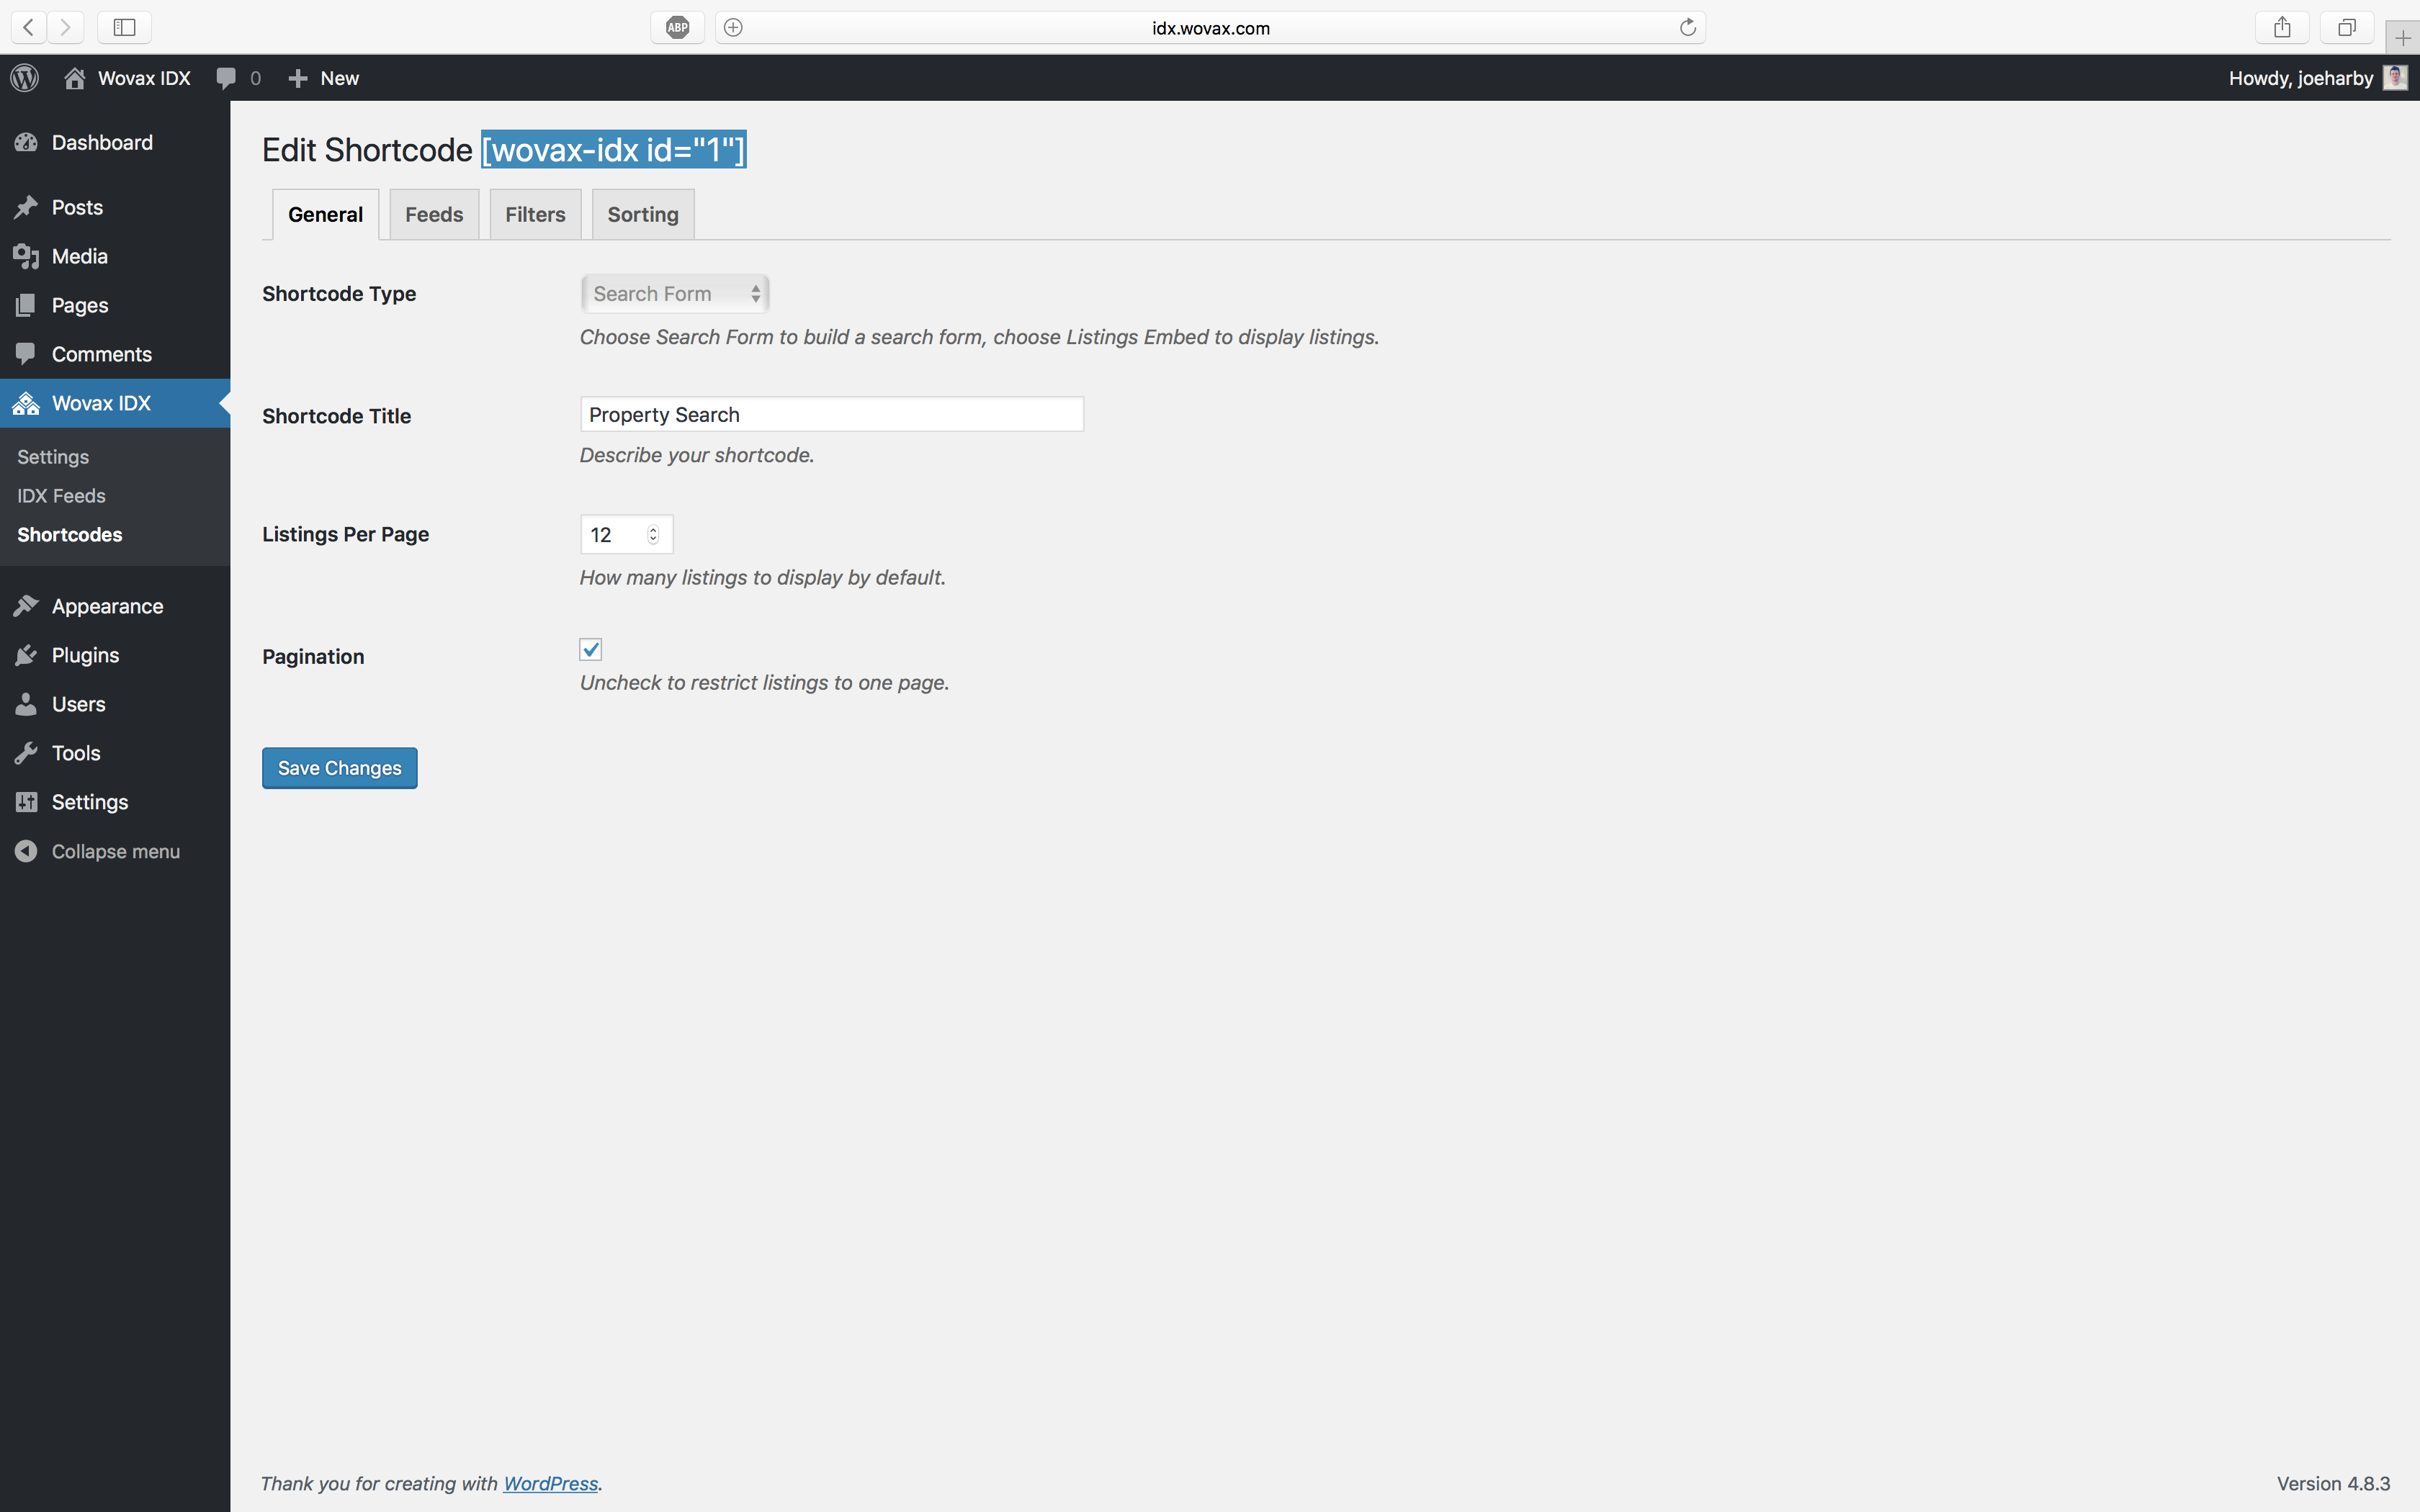 ABP
idx.wovax.com
Wovax IDX
0
New
Howdy, joeharby
Dashboard
Posts
Media
Pages
Comments
Wovax IDX
Settings
IDX Feeds
Shortcodes
Appearance
Plugins
Users
Tools
Settings
Collapse menu
Edit Shortcode [wovax-idx id="1"]
General
Feeds
Filters
Sorting
Shortcode Type
Search Form
Choose Search Form to build a search form, choose Listings Embed to display listings.
Shortcode Title
Property Search
Describe your shortcode.
Listings Per Page
12
How many listings to display by default.
Pagination
Uncheck to restrict listings to one page.
Save Changes
Thank you for creating with WordPress.
Version 4.8.3